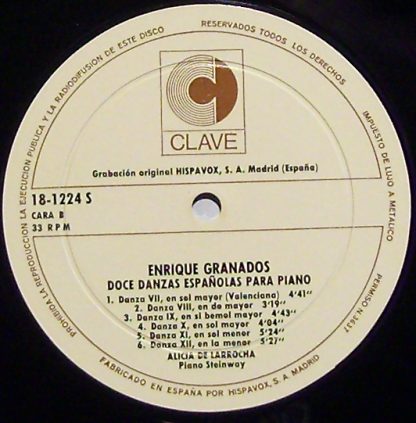 PROHIBIDA LA REPRODUCCION LA EJECUCION PUBLICA Y LA RADIODIFUSION DE ESTE DISCO
RESERVADOS TODOS LOS DERECHOS
IMPUESTO DE LUJO A METALICO
PERMISO N. 3637
CLAVE
Grabación original HISPAVOX, S. A. Madrid (España)
18-1224 S
CARA B
33 RPM
ENRIQUE GRANADOS
DOCE DANZAS ESPAÑOLAS PARA PIANO
1. Danza VII, en sol mayor (Valenciana) 4'41"
2. Danza VIII, en do mayor 3'19"
3. Danza IX, en si bemol mayor 4'43"
4. Danza X, en sol mayor 4'04"
5. Danza XI, en sol menor 5'24"
6. Danza XII, en la menor 5'27"
ALICIA DE LARROCHA
Piano Steinway
FABRICADO EN ESPAÑA POR HISPAVOX, S. A. MADRID